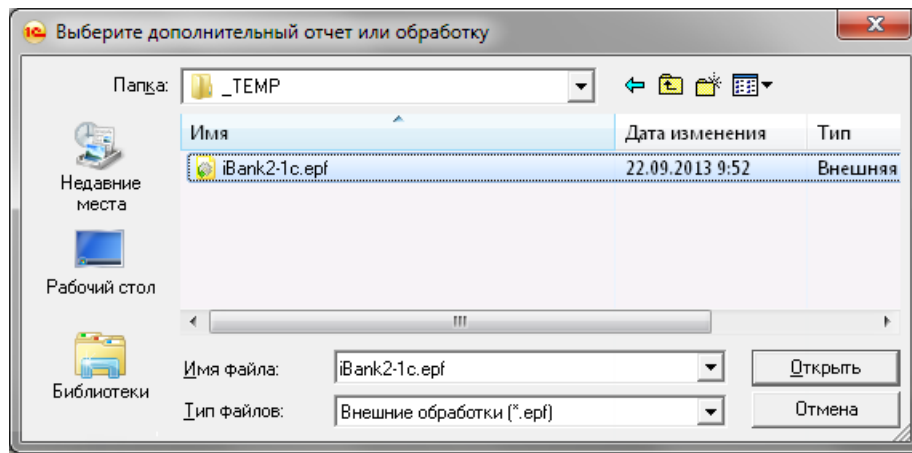 1С Выберите дополнительный отчет или обработку
Папка: _TEMP
Имя Дата изменения Тип
iBank2-1c.epf 22.09.2013 9:52 Внешняя
Недавние
места
Рабочий стол
Библиотеки
Имя файла: iBank2-1c.epf Открыть
Тип файлов: Внешние обработки (*.epf) Отмена